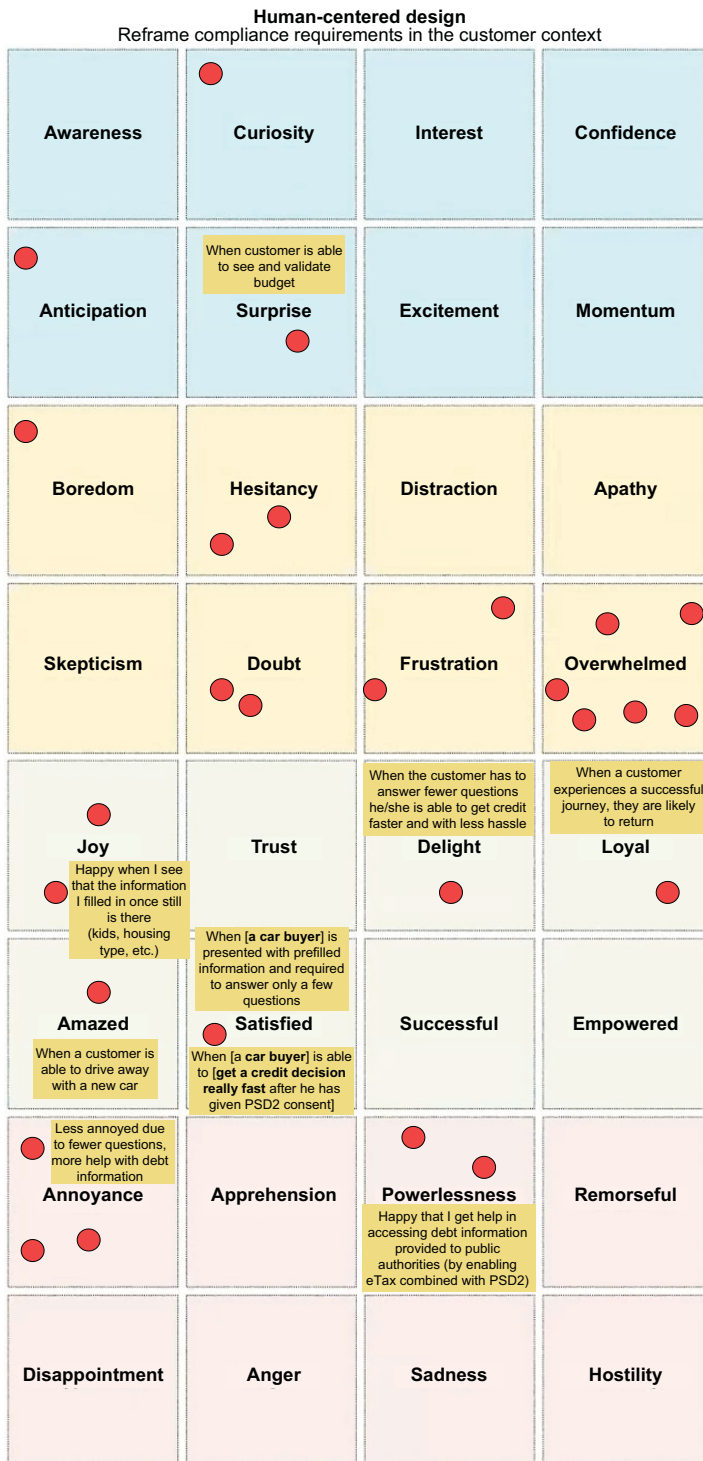 Human-centered design
Reframe compliance requirements in the customer context
Awareness
Curiosity
Interest
Confidence
When customer is able
to see and validate
budget
Anticipation
Surprise
Excitement
Momentum
Boredom
Hesitancy
Distraction
Apathy
Skepticism
Doubt
Frustration
Overwhelmed
When the customer has to
answer fewer questions
he/she is able to get credit
faster and with less hassle
When a customer
experiences a successful
journey, they are likely
to return
Joy
Trust
Delight
Loyal
Happy when I see
that the information
I filled in once still
is there
(kids, housing
type, etc.)
When [a car buyer] is
presented with prefilled
information and required
to answer only a few
questions
Amazed
Satisfied
Successful
Empowered
When a customer is
able to drive away
with a new car
When [a car buyer] is able
to [get a credit decision
really fast after he has
given PSD2 consent]
Less annoyed due
to fewer questions,
more help with debt
information
Annoyance
Apprehension
Powerlessness
Remorseful
Happy that I get help in
accessing debt information
provided to public
authorities (by enabling
eTax combined with PSD2)
Disappointment
Anger
Sadness
Hostility